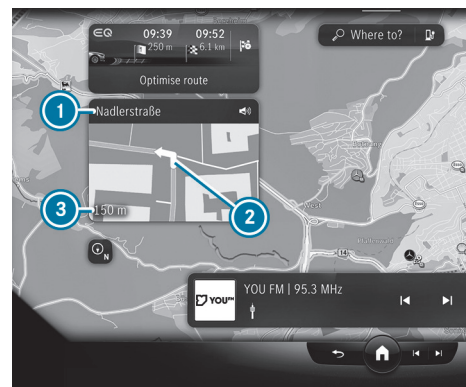 EQ
09:39
09:52
250 m
6.1 km
Optimise route
Where to?
Nadlerstraße
1
2
3
150 m
N
14
YOU FM | 95.3 MHz
YOU FM